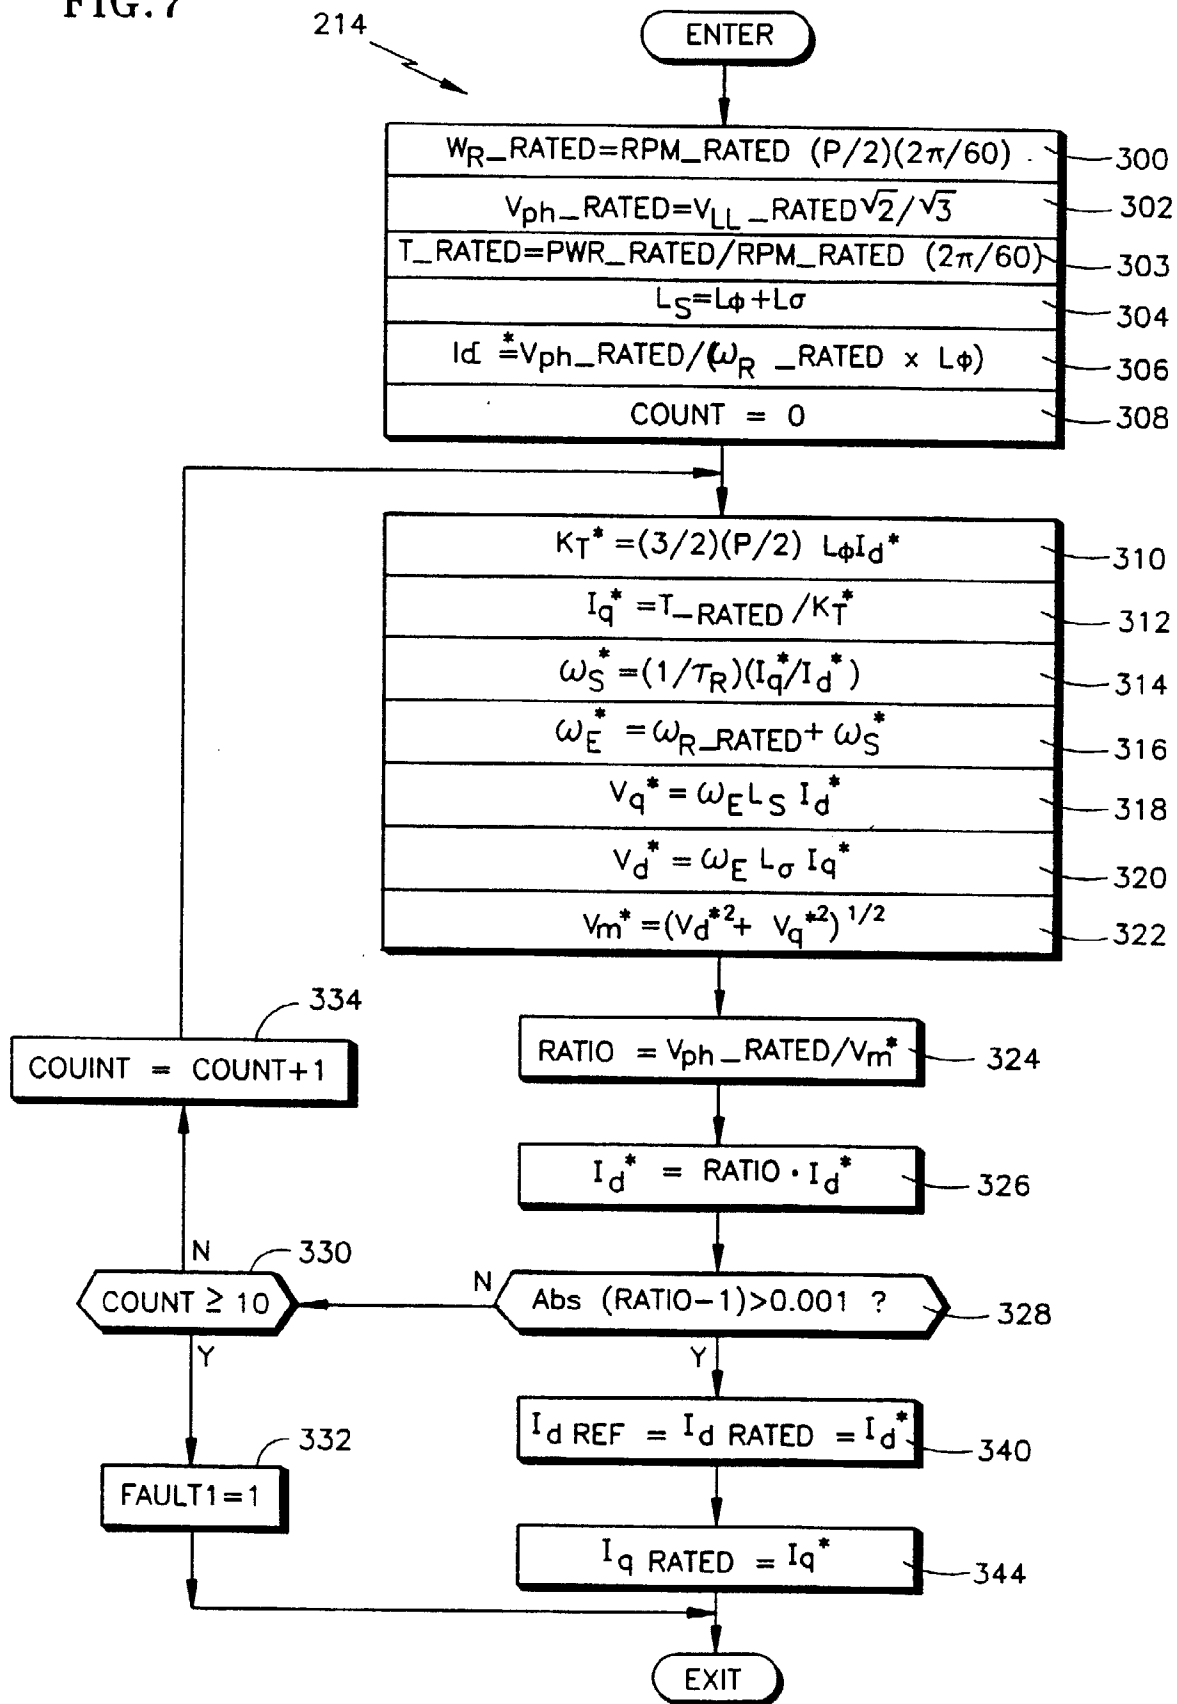 FIG.7
214
ENTER
W_R_RATED=RPM_RATED (P/2)(2π/60)
300
V_ph_RATED=V_LL_RATED√2/√3
302
T_RATED=PWR_RATED/RPM_RATED (2π/60)
303
L_S=Lϕ+Lσ
304
Id *=V_ph_RATED/(ω_R _RATED x Lϕ)
306
COUNT = 0
308
K_T* =(3/2)(P/2) LϕI_d*
310
I_q* =T_RATED/K_T*
312
ω_S* =(1/τ_R)(I_q*/I_d*)
314
ω_E* =ω_R_RATED+ ω_S*
316
V_q* = ω_E L_S I_d*
318
V_d* = ω_E L_σ I_q*
320
V_m* =(V_d*2+ V_q*2)1/2
322
334
COUINT = COUNT+1
RATIO = V_ph_RATED/V_m*
324
I_d* = RATIO · I_d*
326
N
330
COUNT ≥ 10
Y
N
Abs (RATIO-1)>0.001 ?
328
Y
I_d REF = I_d RATED = I_d*
340
332
FAULT1=1
I_q RATED = I_q*
344
EXIT